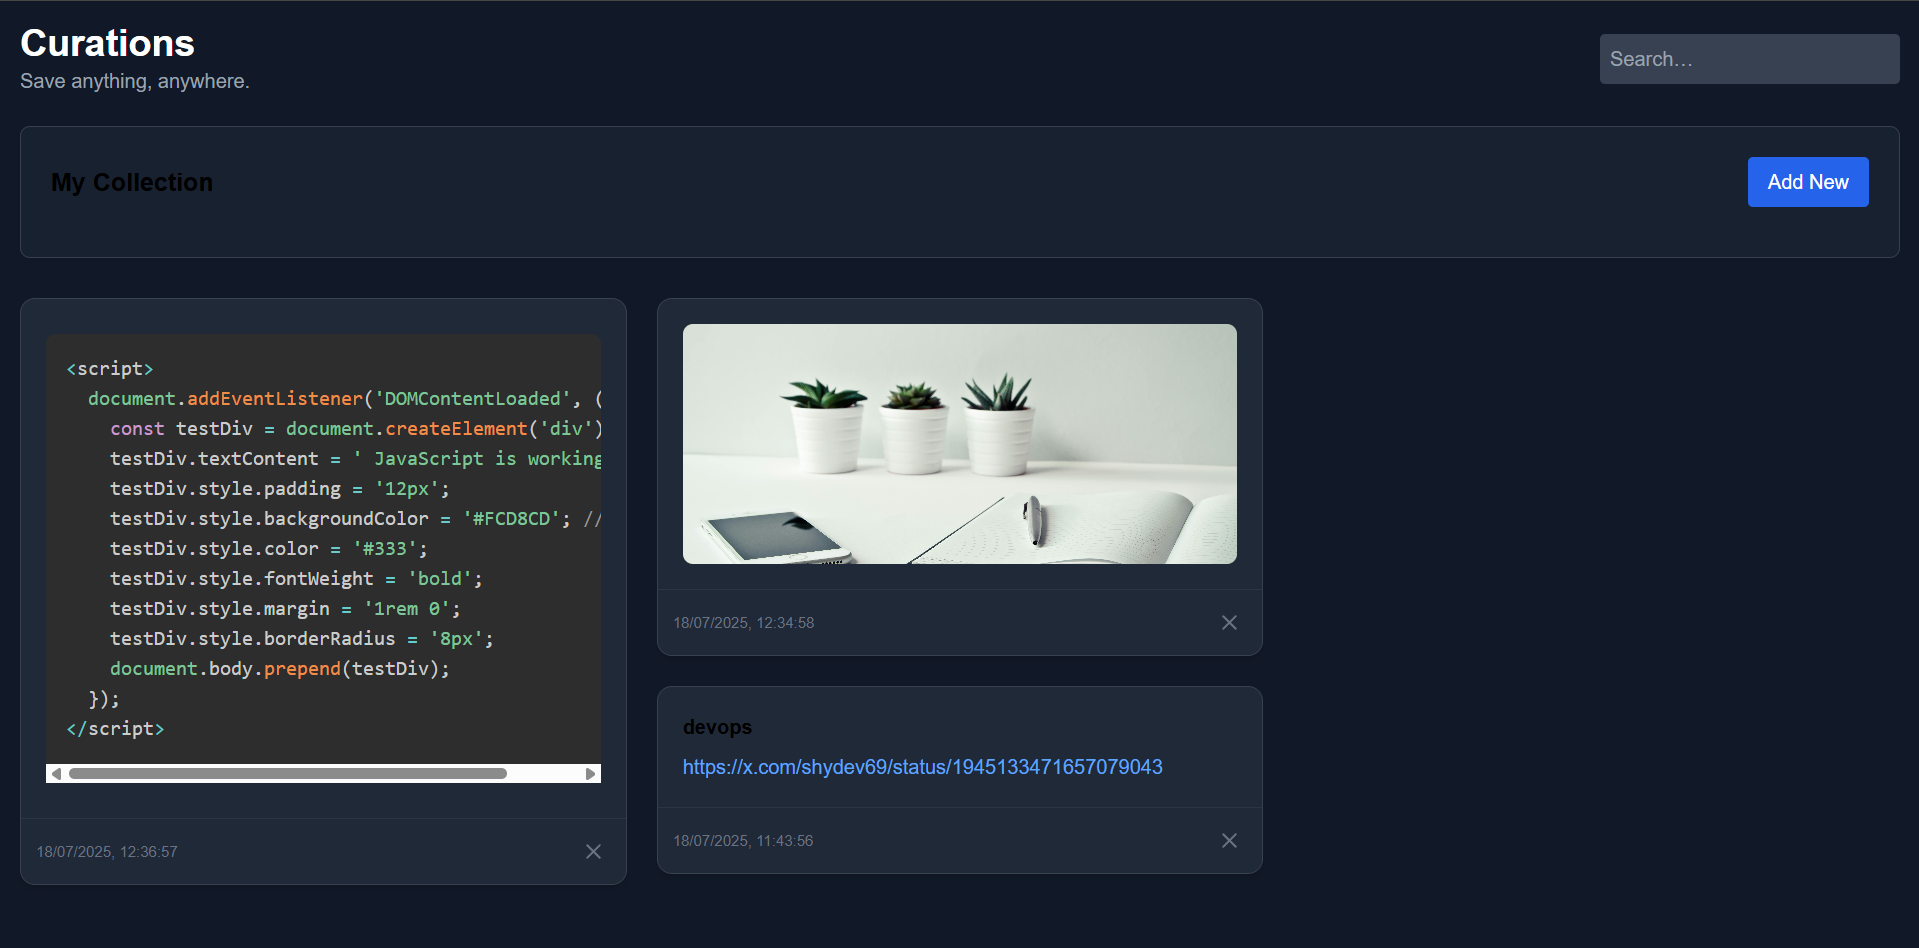 Curations
Save anything, anywhere.
Search...
My Collection
Add New
<script>
  document.addEventListener('DOMContentLoaded', (
    const testDiv = document.createElement('div')
    testDiv.textContent = ' JavaScript is working
    testDiv.style.padding = '12px';
    testDiv.style.backgroundColor = '#FCD8CD'; //
    testDiv.style.color = '#333';
    testDiv.style.fontWeight = 'bold';
    testDiv.style.margin = '1rem 0';
    testDiv.style.borderRadius = '8px';
    document.body.prepend(testDiv);
  });
</script>
18/07/2025, 12:36:57
18/07/2025, 12:34:58
devops
https://x.com/shydev69/status/1945133471657079043
18/07/2025, 11:43:56